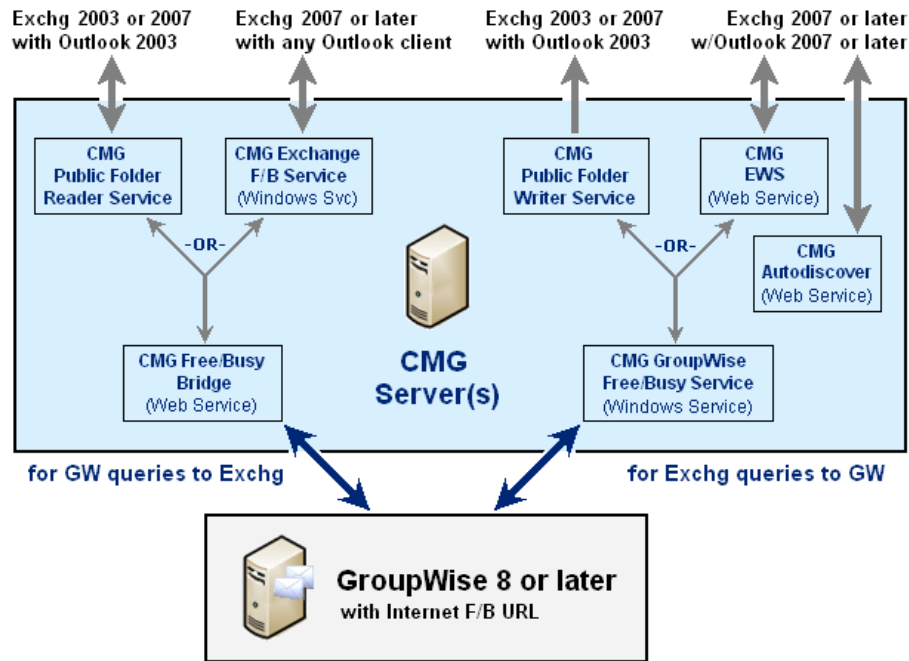 Exchg 2003 or 2007
with Outlook 2003
Exchg 2007 or later
with any Outlook client
Exchg 2003 or 2007
with Outlook 2003
Exchg 2007 or later
w/Outlook 2007 or later
CMG
Public Folder
Reader Service
CMG Exchange
F/B Service
(Windows Svc)
CMG
Public Folder
Writer Service
CMG
EWS
(Web Service)
-OR-
-OR-
CMG
Autodiscover
(Web Service)
CMG Free/Busy
Bridge
(Web Service)
CMG
Server(s)
CMG GroupWise
Free/Busy Service
(Windows Service)
for GW queries to Exchg
for Exchg queries to GW
GroupWise 8 or later
with Internet F/B URL